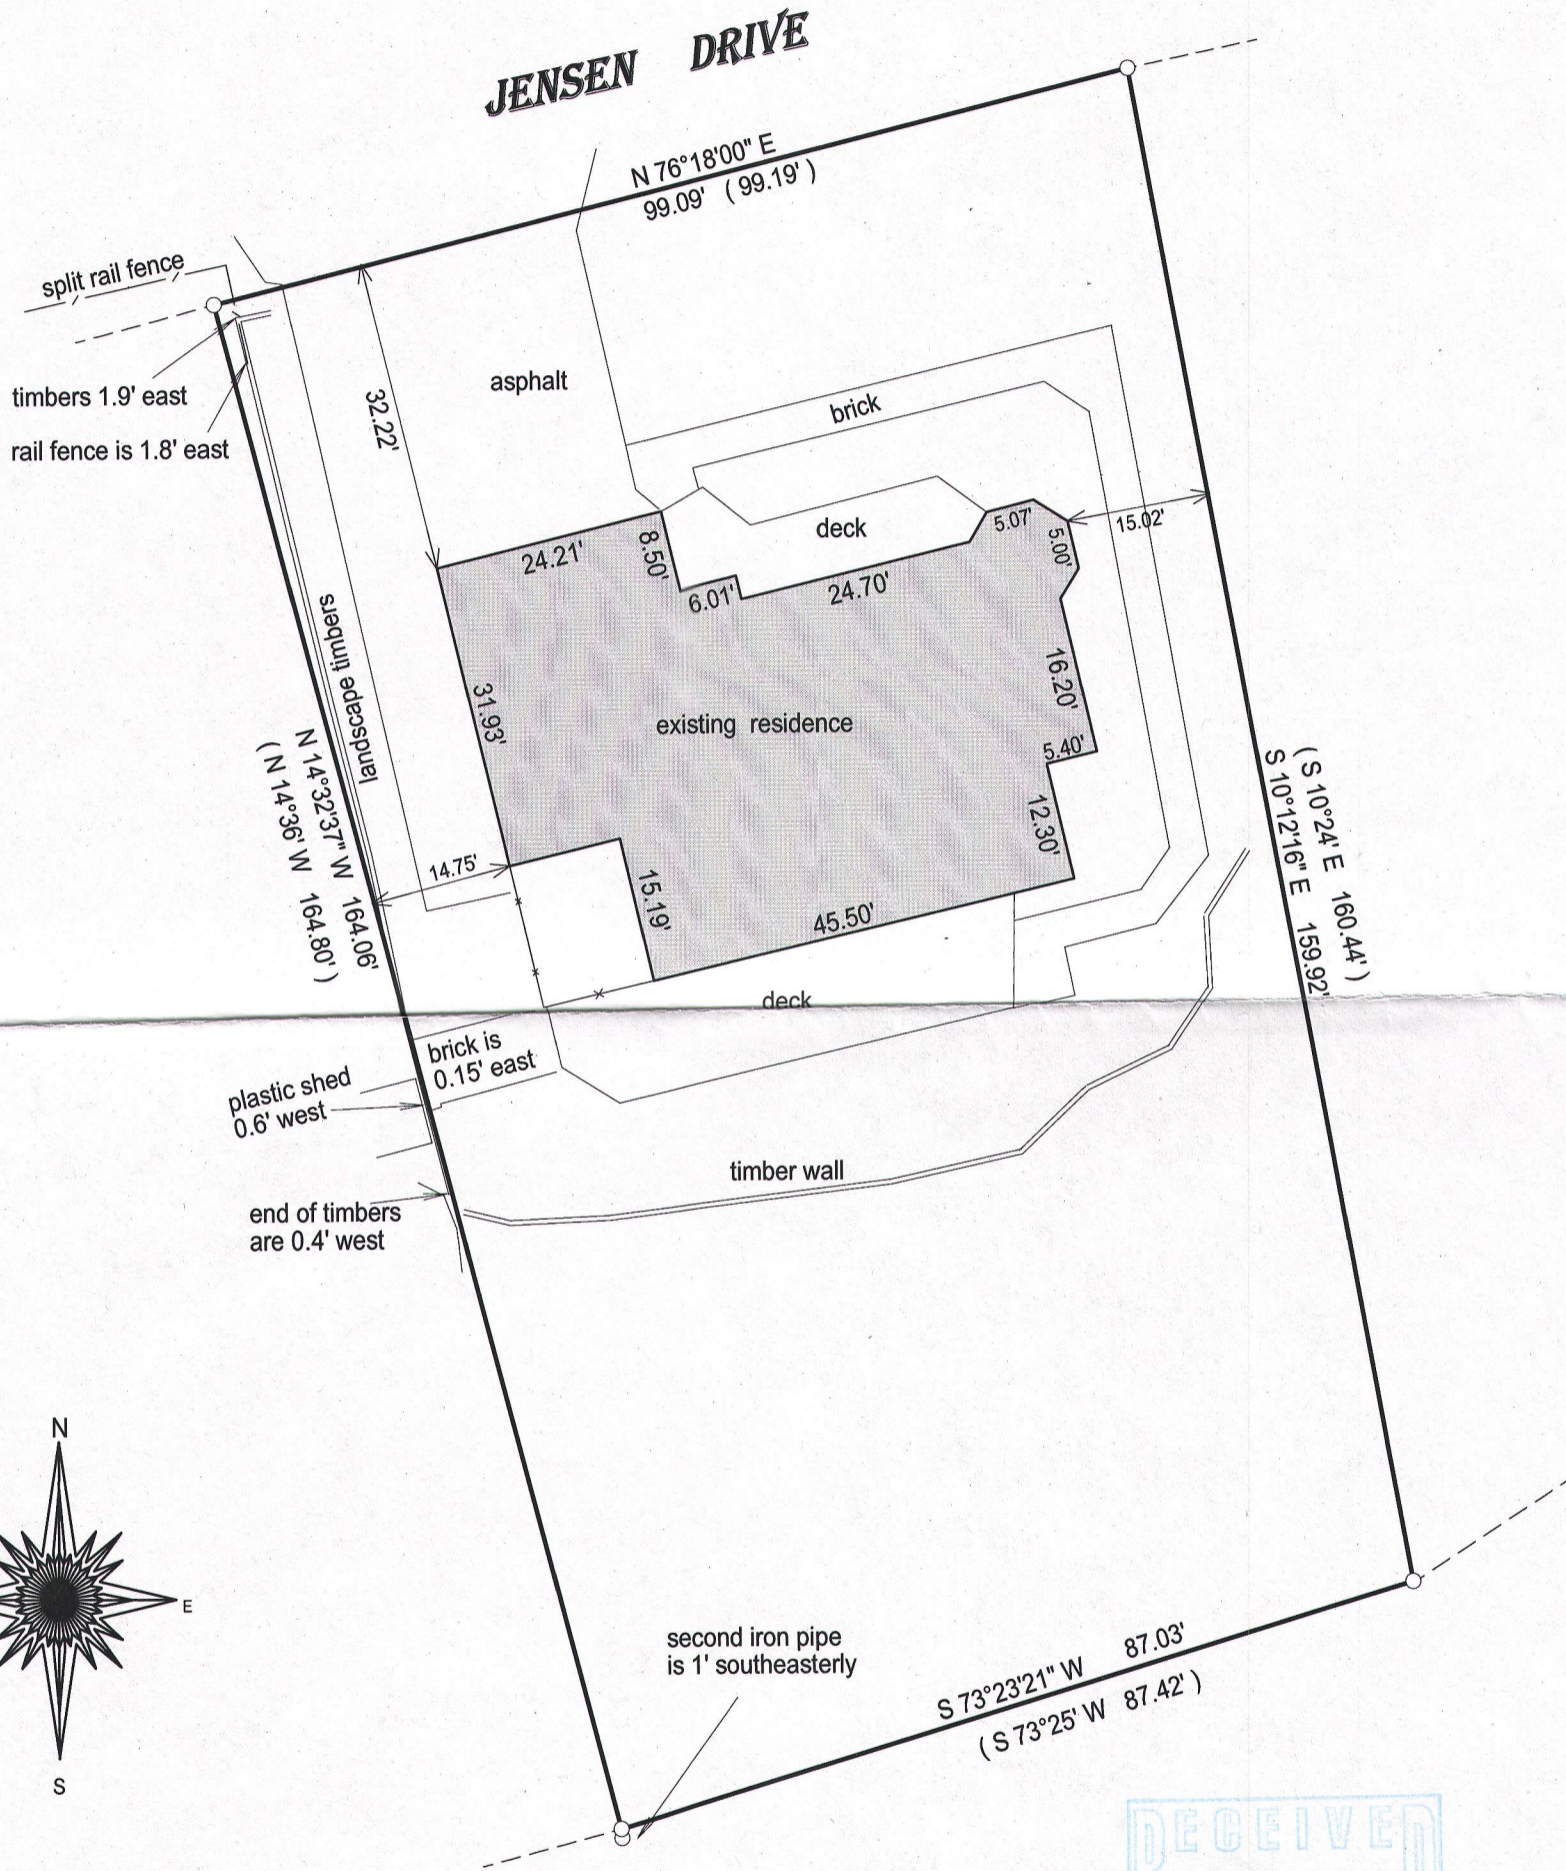 JENSEN DRIVE
N 76°18'00" E
99.09' ( 99.19' )
split rail fence
timbers 1.9' east
rail fence is 1.8' east
32.22'
asphalt
brick
deck
5.07'
5.00'
15.02'
24.21'
8.50'
6.01'
24.70'
landscape timbers
31.93'
existing residence
16.20'
5.40'
12.30'
N 14°32'37" W 164.06'
( N 14°36' W 164.80' )
( S 10°24' E 160.44' )
S 10°12'16" E 159.92'
14.75'
15.19'
45.50'
deck
brick is
0.15' east
plastic shed
0.6' west
timber wall
end of timbers
are 0.4' west
N
E
S
second iron pipe
is 1' southeasterly
S 73°23'21" W 87.03'
( S 73°25' W 87.42' )
DECEIVED